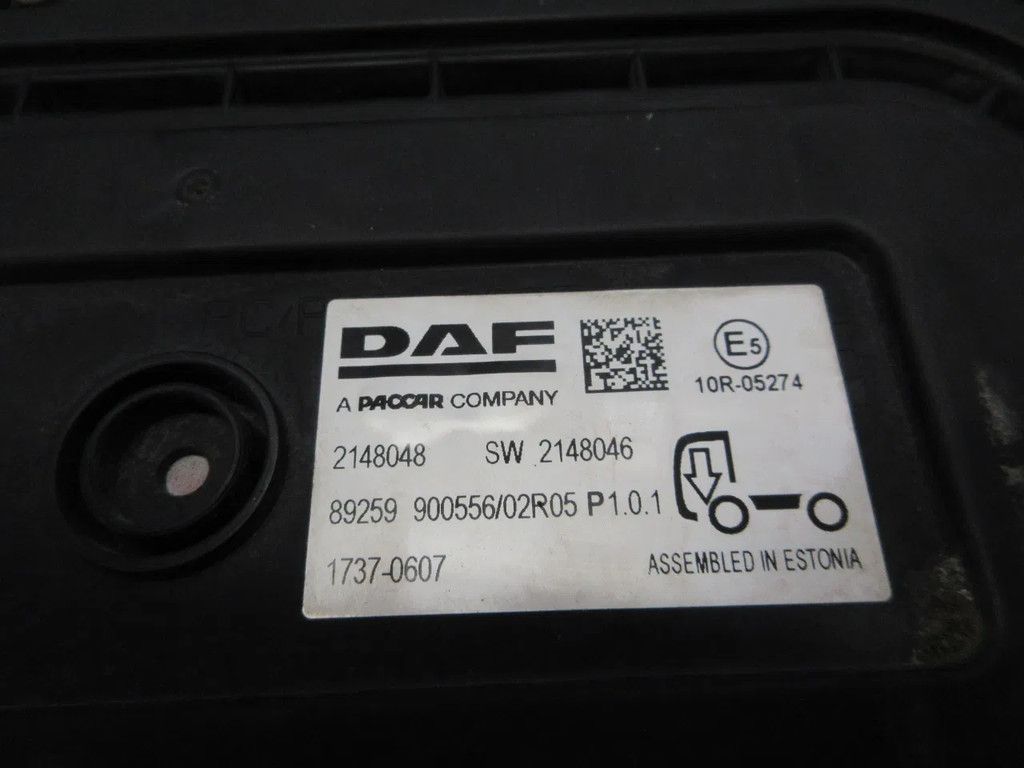 DAF
A PACCAR COMPANY
E5
10R-05274
2148048 SW 2148046
89259 900556/02R05 P1.0.1
1737-0607
ASSEMBLED IN ESTONIA